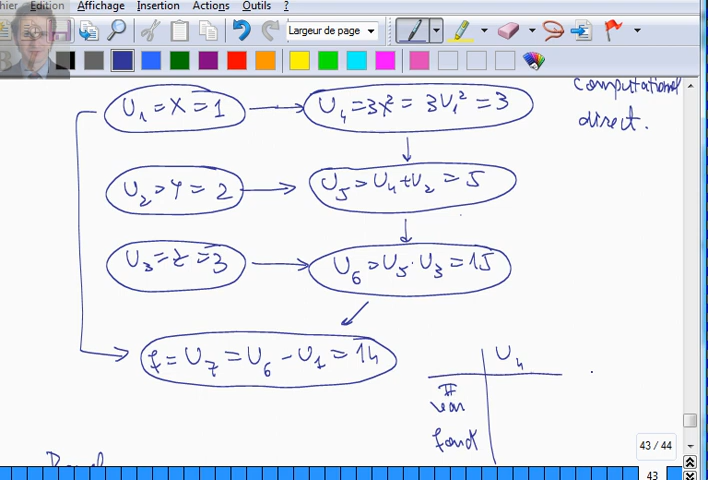 hier Edition Affichage Insertion Actions Outils ?
Largeur de page
computational
direct.
U₁ = X = 1
U₄ = 3x² = 3U₁² = 3
U₂ = Y = 2
U₅ = U₄ + U₂ = 5
U₃ = z = 3
U₆ = U₅ · U₃ = 15
f = U₇ = U₆ - U₁ = 14
U₄
fonct
43 / 44
43